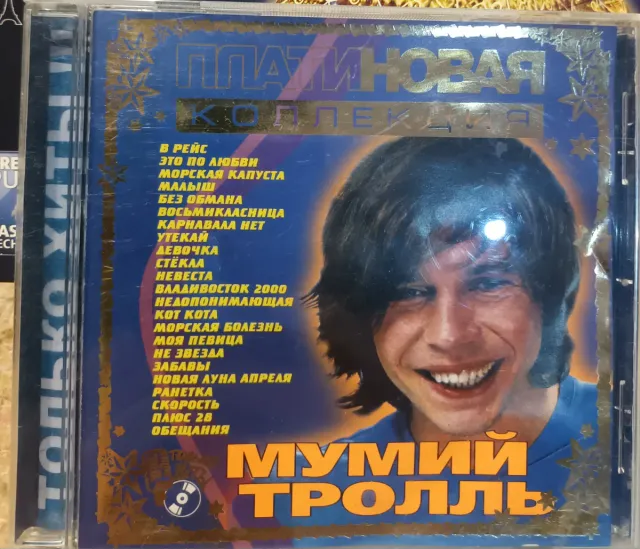 ПЛАТИНОВАЯ
КОЛЛЕКЦИЯ
В РЕЙС
ЭТО ПО ЛЮБВИ
МОРСКАЯ КАПУСТА
МАЛЫШ
БЕЗ ОБМАНА
ВОСЬМИКЛАСНИЦА
КАРНАВАЛА НЕТ
УТЕКАЙ
ДЕВОЧКА
СТЁКЛА
НЕВЕСТА
ВЛАДИВОСТОК 2000
НЕДОПОНИМАЮЩАЯ
КОТ КОТА
МОРСКАЯ БОЛЕЗНЬ
МОЯ ПЕВИЦА
НЕ ЗВЕЗДА
ЗАБАВЫ
НОВАЯ ЛУНА АПРЕЛЯ
РАНЕТКА
СКОРОСТЬ
ПЛЮС 28
ОБЕЩАНИЯ
МУМИЙ
ТРОЛЛЬ
ТОЛЬКО ХИТЫ